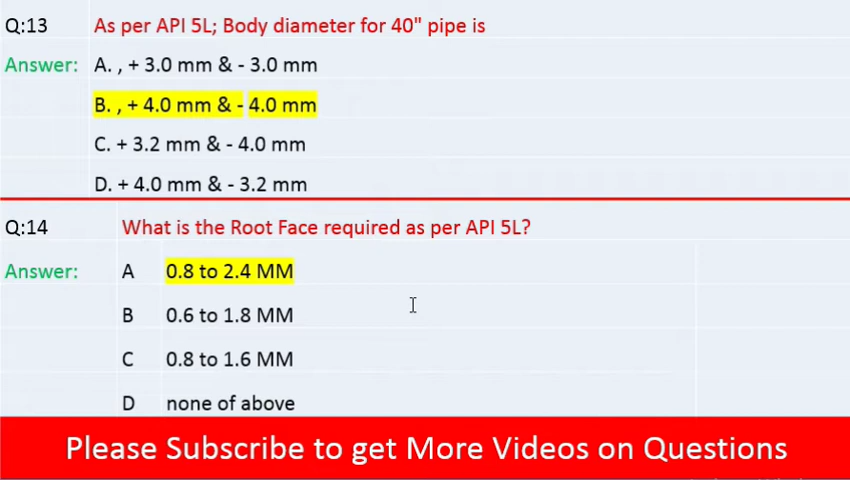 Q:13 As per API 5L; Body diameter for 40" pipe is
Answer: A. , + 3.0 mm & - 3.0 mm
B. , + 4.0 mm & - 4.0 mm
C. + 3.2 mm & - 4.0 mm
D. + 4.0 mm & - 3.2 mm
Q:14 What is the Root Face required as per API 5L?
Answer: A 0.8 to 2.4 MM
B 0.6 to 1.8 MM
C 0.8 to 1.6 MM
D none of above
Please Subscribe to get More Videos on Questions